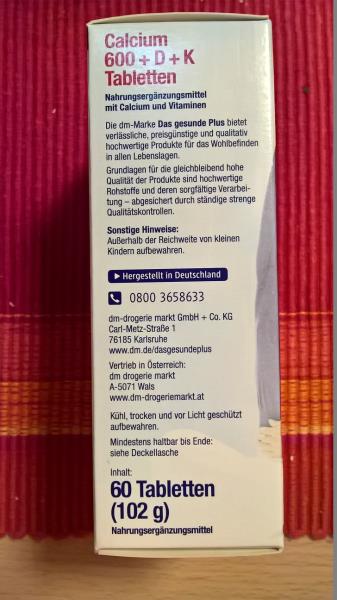 Calcium
600 + D + K
Tabletten
Nahrungsergänzungsmittel
mit Calcium und Vitaminen
Die dm-Marke Das gesunde Plus bietet
verlässliche, preisgünstige und qualitativ
hochwertige Produkte für das Wohlbefinden
in allen Lebenslagen.
Grundlagen für die gleichbleibend hohe
Qualität der Produkte sind hochwertige
Rohstoffe und deren sorgfältige Verarbei-
tung – abgesichert durch ständige strenge
Qualitätskontrollen.
Sonstige Hinweise:
Außerhalb der Reichweite von kleinen
Kindern aufbewahren.
Hergestellt in Deutschland
0800 3658633
dm-drogerie markt GmbH + Co. KG
Carl-Metz-Straße 1
76185 Karlsruhe
www.dm.de/dasgesundeplus
Vertrieb in Österreich:
dm drogerie markt
A-5071 Wals
www.dm-drogeriemarkt.at
Kühl, trocken und vor Licht geschützt
aufbewahren.
Mindestens haltbar bis Ende:
siehe Deckellasche
Inhalt:
60 Tabletten
(102 g)
Nahrungsergänzungsmittel